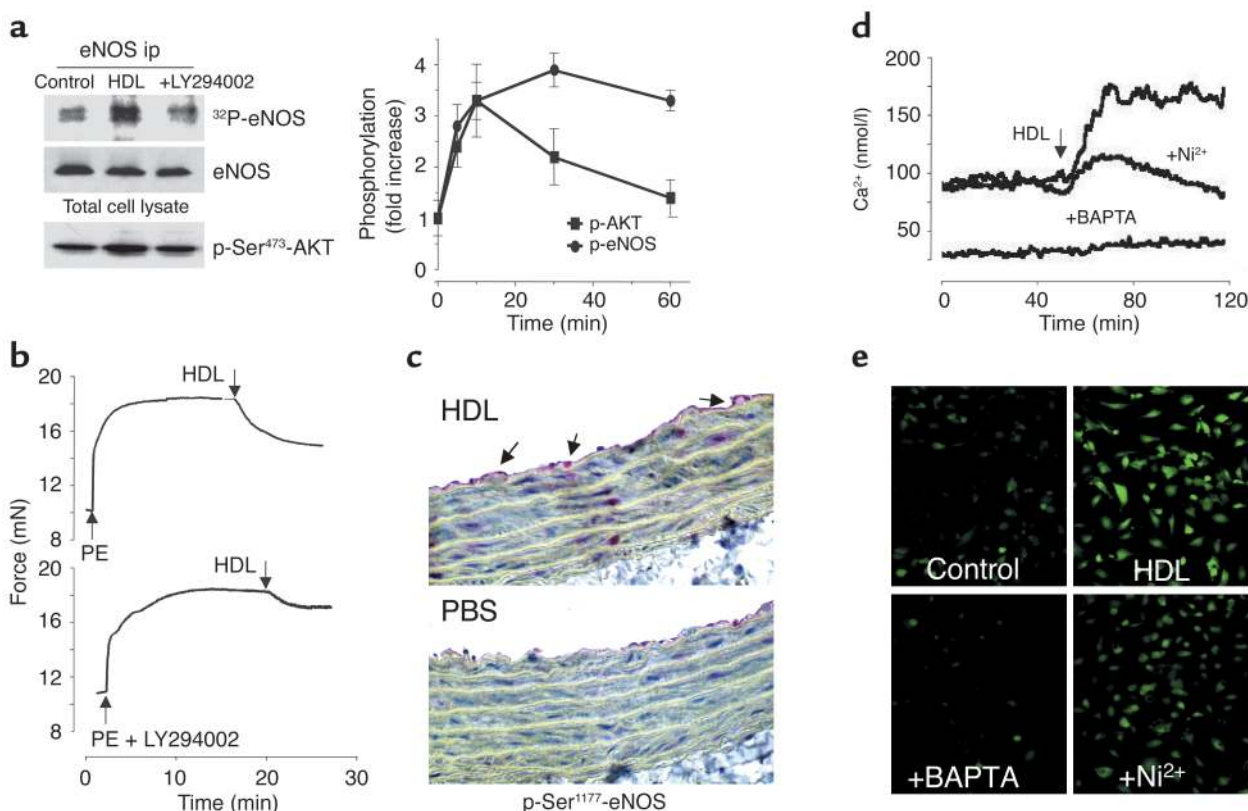 a
eNOS ip
Control HDL +LY294002
³²P-eNOS
eNOS
Total cell lysate
p-Ser⁴⁷³-AKT
Phosphorylation
(fold increase)
4
3
2
1
0
p-AKT
p-eNOS
0 20 40 60
Time (min)
b
20
16
12
8
HDL
PE
20
16
12
8
HDL
PE + LY294002
Force (mN)
0 10 20 30
Time (min)
c
HDL
PBS
p-Ser¹¹⁷⁷-eNOS
d
200
150
100
50
Ca²⁺ (nmol/l)
HDL
+Ni²⁺
+BAPTA
0 40 80 120
Time (min)
e
Control
HDL
+BAPTA
+Ni²⁺